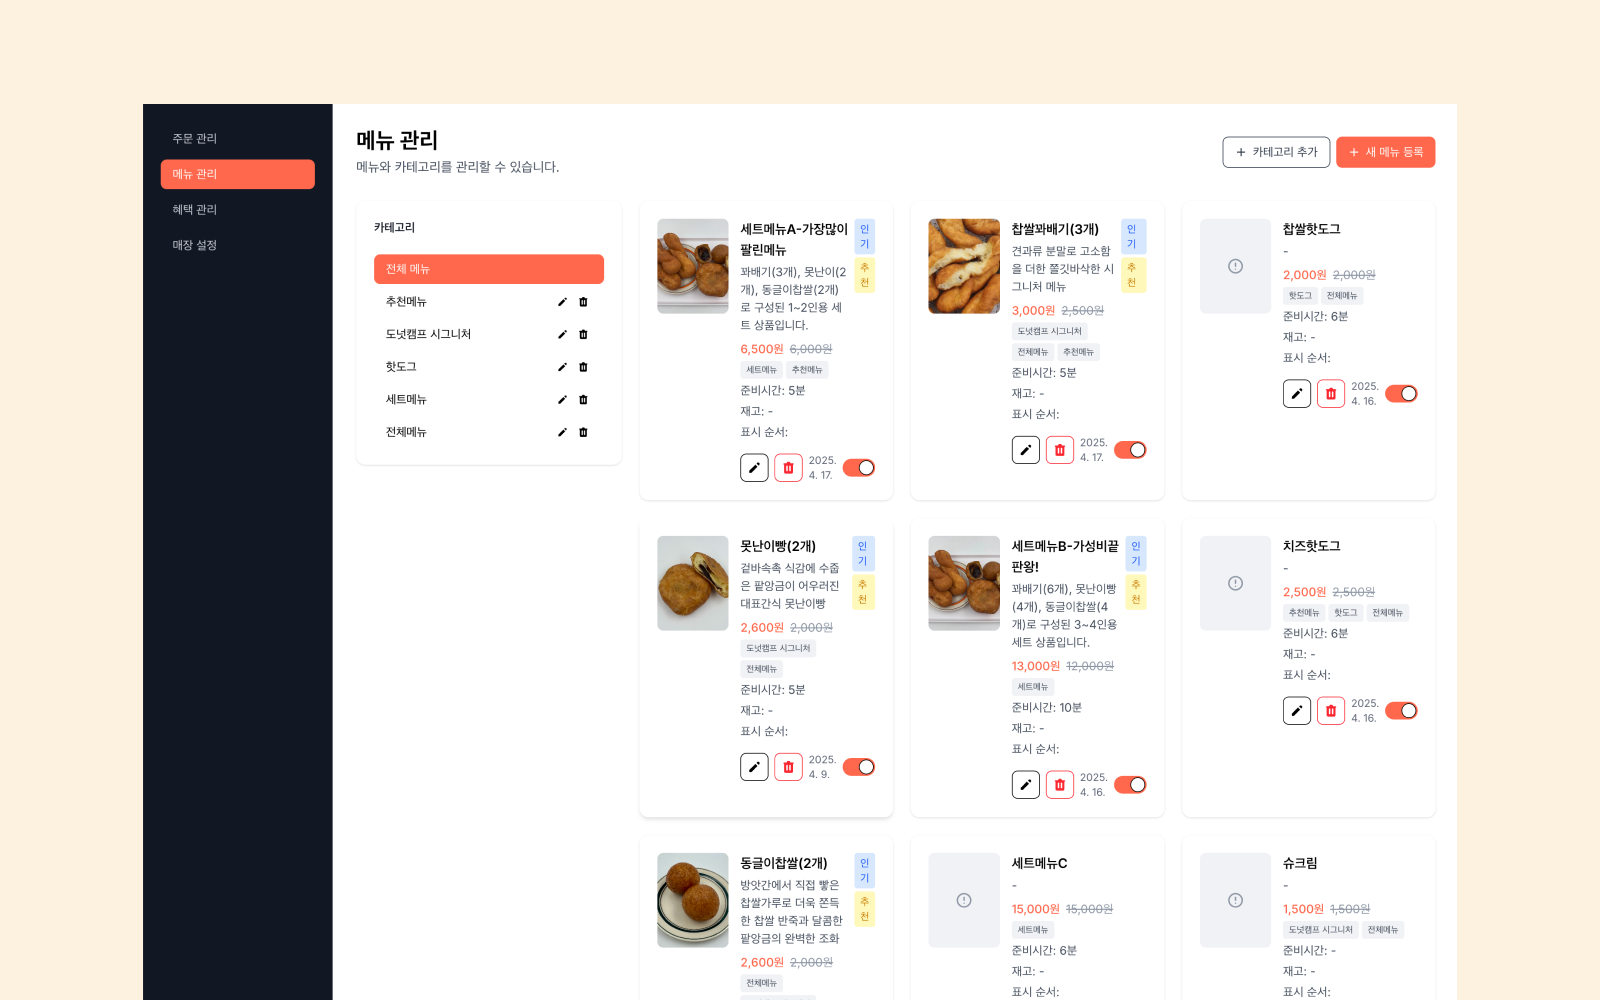 주문 관리
메뉴 관리
혜택 관리
매장 설정
메뉴 관리
메뉴와 카테고리를 관리할 수 있습니다.
카테고리 추가
새 메뉴 등록
카테고리
전체 메뉴
추천메뉴
도넛캠프 시그니처
핫도그
세트메뉴
전체메뉴
세트메뉴A-가장많이
팔린메뉴
인
기
추
천
꽈배기(3개), 못난이(2
개), 동글이찹쌀(2개)
로 구성된 1~2인용 세
트 상품입니다.
6,500원 6,000원
세트메뉴 추천메뉴
준비시간: 5분
재고: -
표시 순서:
2025.
4. 17.
찹쌀꽈배기(3개)
인
기
추
천
견과류 분말로 고소함
을 더한 쫄깃바삭한 시
그니처 메뉴
3,000원 2,500원
도넛캠프 시그니처
전체메뉴 추천메뉴
준비시간: 5분
재고: -
표시 순서:
2025.
4. 17.
찹쌀핫도그
-
2,000원 2,000원
핫도그 전체메뉴
준비시간: 6분
재고: -
표시 순서:
2025.
4. 16.
못난이빵(2개)
인
기
추
천
겉바속촉 식감에 수줍
은 팥앙금이 어우러진
대표간식 못난이빵
2,600원 2,000원
도넛캠프 시그니처
전체메뉴
준비시간: 5분
재고: -
표시 순서:
2025.
4. 9.
세트메뉴B-가성비끝
판왕!
인
기
추
천
꽈배기(6개), 못난이빵
(4개), 동글이찹쌀(4
개)로 구성된 3~4인용
세트 상품입니다.
13,000원 12,000원
세트메뉴
준비시간: 10분
재고: -
표시 순서:
2025.
4. 16.
치즈핫도그
-
2,500원 2,500원
추천메뉴 핫도그 전체메뉴
준비시간: 6분
재고: -
표시 순서:
2025.
4. 16.
동글이찹쌀(2개)
인
기
추
천
방앗간에서 직접 빻은
찹쌀가루로 더욱 쫀득
한 찹쌀 반죽과 달콤한
팥앙금의 완벽한 조화
2,600원 2,000원
전체메뉴
세트메뉴C
-
15,000원 15,000원
세트메뉴
준비시간: 6분
재고: -
표시 순서:
슈크림
-
1,500원 1,500원
도넛캠프 시그니처 전체메뉴
준비시간: -
재고: -
표시 순서: